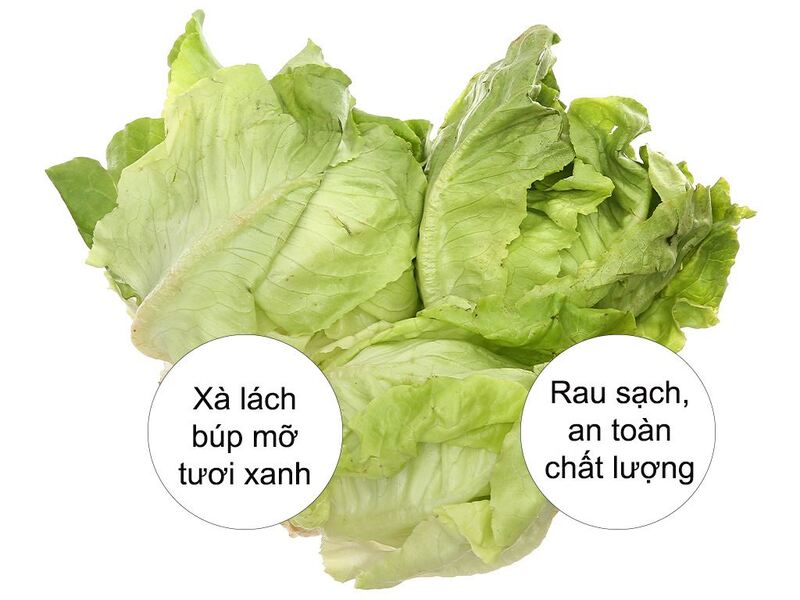 Xà lách
búp mỡ
tươi xanh
Rau sạch,
an toàn
chất lượng